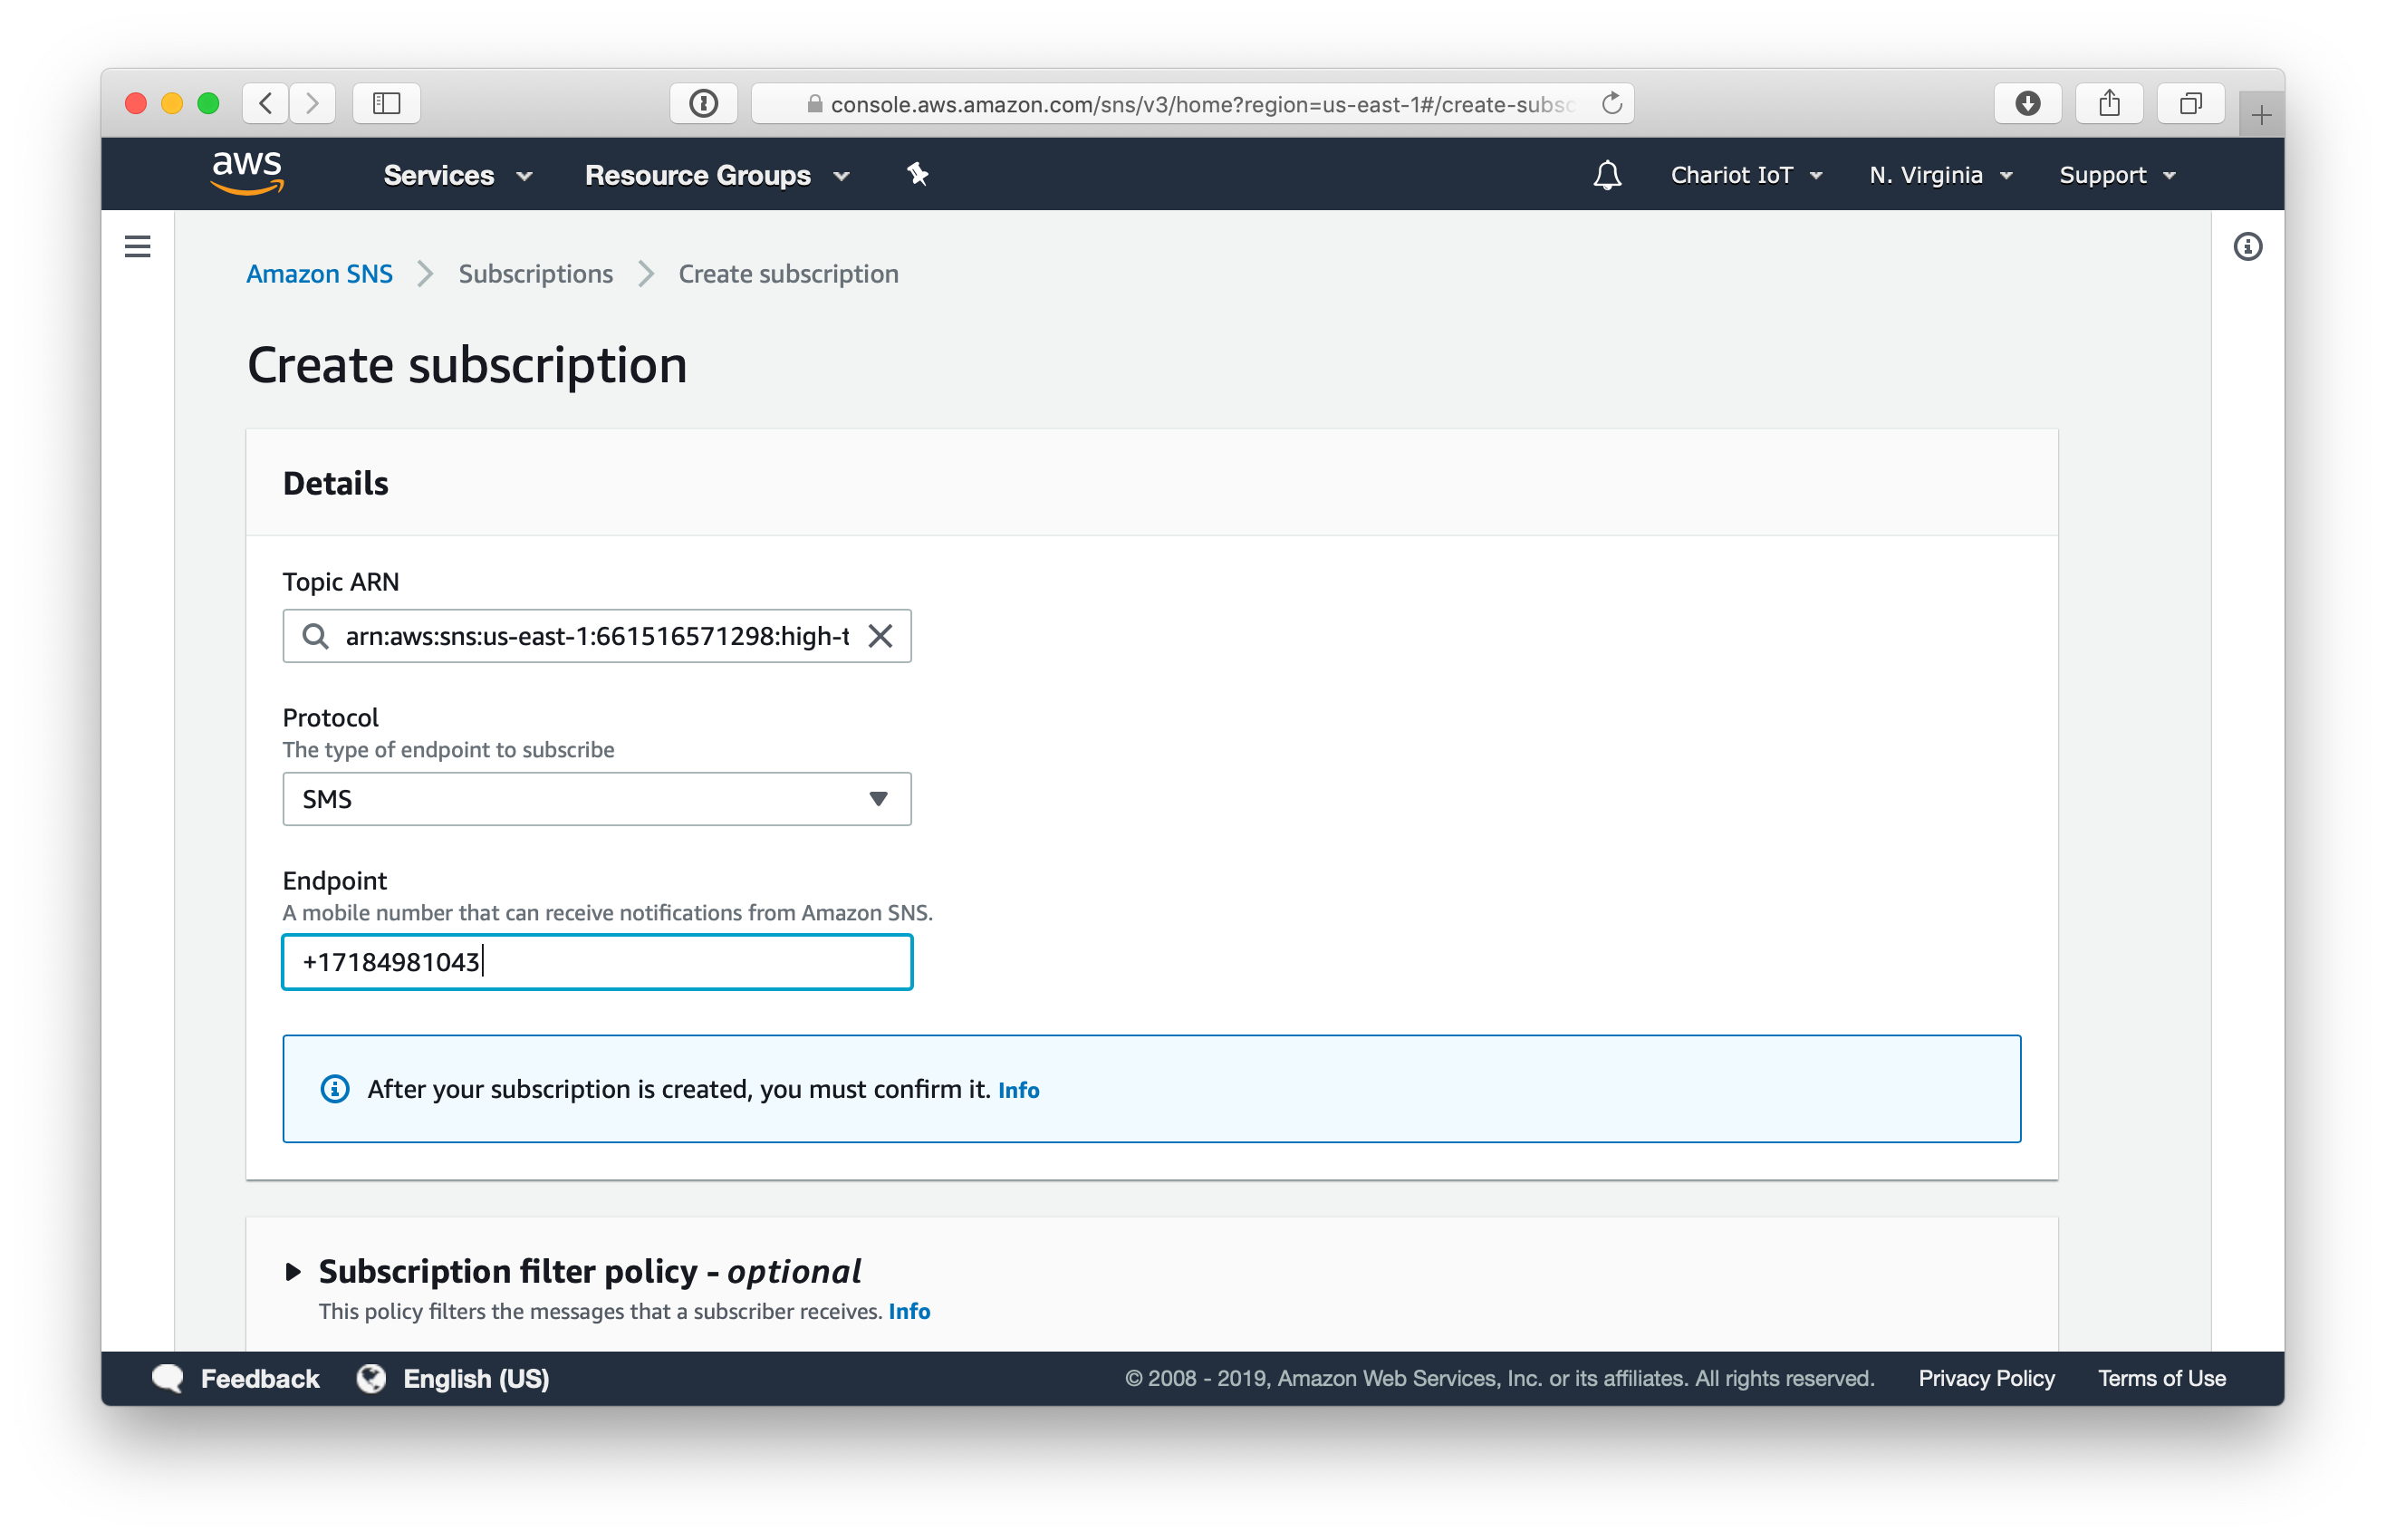 console.aws.amazon.com/sns/v3/home?region=us-east-1#/create-subsc
aws Services Resource Groups Chariot IoT N. Virginia Support
Amazon SNS Subscriptions Create subscription
Create subscription
Details
Topic ARN
arn:aws:sns:us-east-1:661516571298:high-t
Protocol
The type of endpoint to subscribe
SMS
Endpoint
A mobile number that can receive notifications from Amazon SNS.
+17184981043
After your subscription is created, you must confirm it. Info
Subscription filter policy - optional
This policy filters the messages that a subscriber receives. Info
Feedback English (US) © 2008 - 2019, Amazon Web Services, Inc. or its affiliates. All rights reserved. Privacy Policy Terms of Use